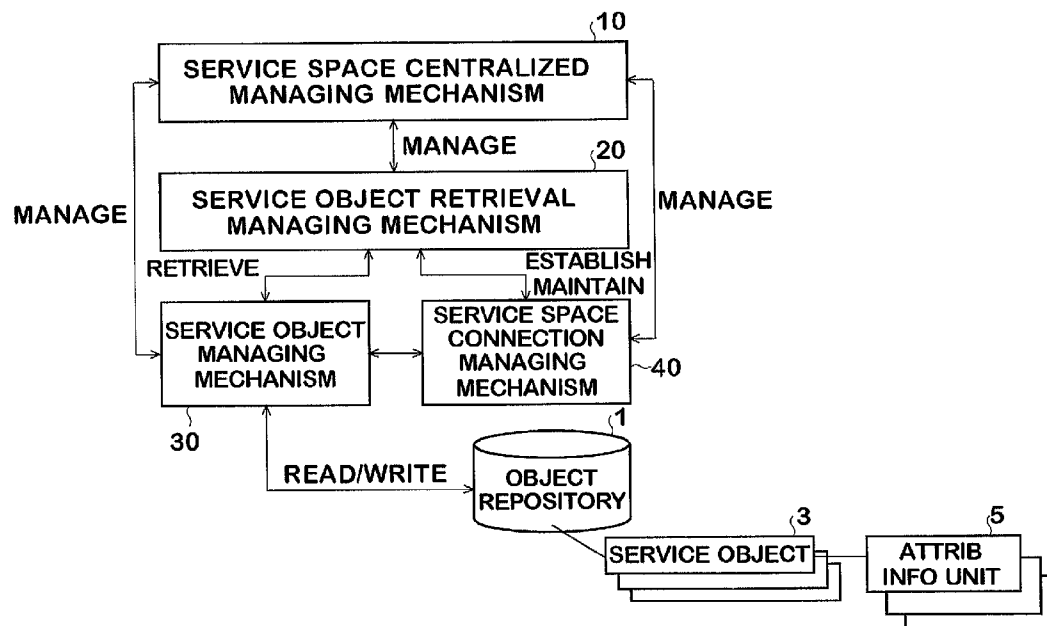 10
SERVICE SPACE CENTRALIZED
MANAGING MECHANISM
MANAGE
20
SERVICE OBJECT RETRIEVAL
MANAGING MECHANISM
MANAGE
MANAGE
RETRIEVE
ESTABLISH
MAINTAIN
SERVICE OBJECT
MANAGING
MECHANISM
30
SERVICE SPACE
CONNECTION
MANAGING
MECHANISM
40
READ/WRITE
1
OBJECT
REPOSITORY
3
SERVICE OBJECT
5
ATTRIB
INFO UNIT